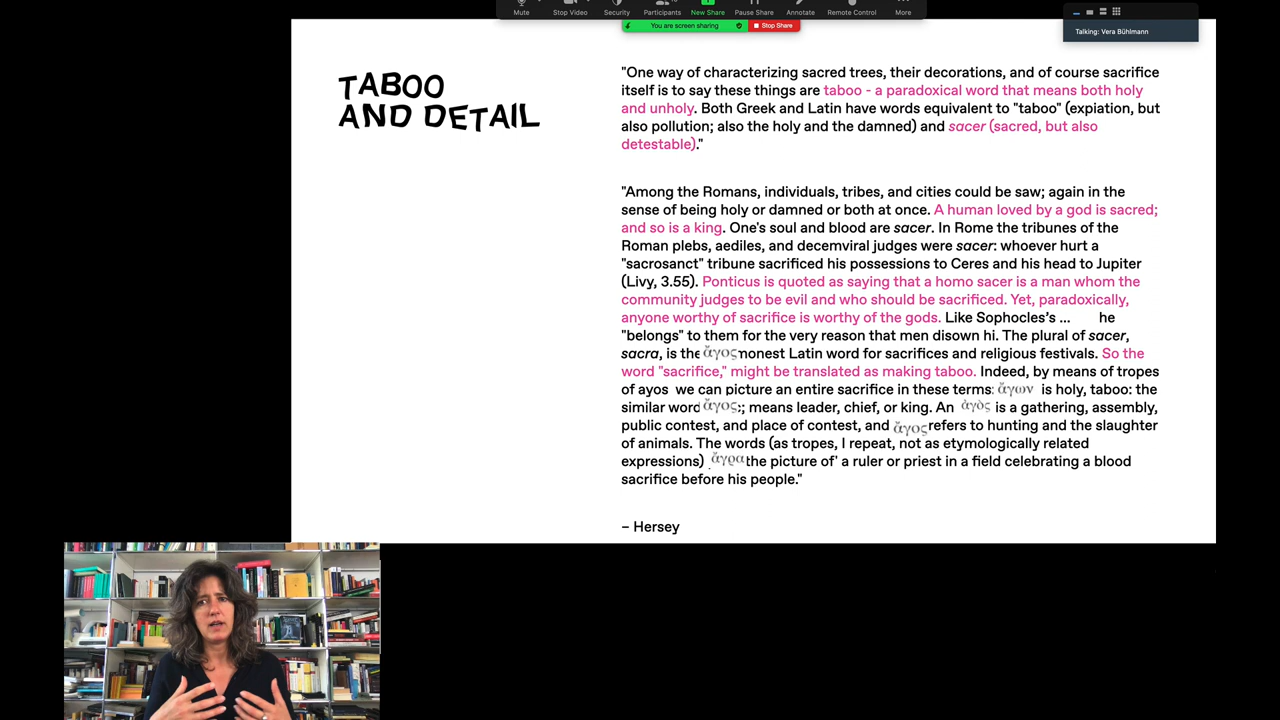 Mute
Stop Video
Security
Participants
New Share
Pause Share
Annotate
Remote Control
More
You are screen sharing
Stop Share
Talking: Vera Bühlmann
TABOO
AND DETAIL
"One way of characterizing sacred trees, their decorations, and of course sacrifice
itself is to say these things are taboo - a paradoxical word that means both holy
and unholy. Both Greek and Latin have words equivalent to "taboo" (expiation, but
also pollution; also the holy and the damned) and sacer (sacred, but also
detestable)."
"Among the Romans, individuals, tribes, and cities could be saw; again in the
sense of being holy or damned or both at once. A human loved by a god is sacred;
and so is a king. One's soul and blood are sacer. In Rome the tribunes of the
Roman plebs, aediles, and decemviral judges were sacer: whoever hurt a
"sacrosanct" tribune sacrificed his possessions to Ceres and his head to Jupiter
(Livy, 3.55). Ponticus is quoted as saying that a homo sacer is a man whom the
community judges to be evil and who should be sacrificed. Yet, paradoxically,
anyone worthy of sacrifice is worthy of the gods. Like Sophocles's ... he
"belongs" to them for the very reason that men disown hi. The plural of sacer,
sacra, is the ἄγος monest Latin word for sacrifices and religious festivals. So the
word "sacrifice," might be translated as making taboo. Indeed, by means of tropes
of ayos we can picture an entire sacrifice in these terms: ἄγων is holy, taboo: the
similar word ἄγος:; means leader, chief, or king. An ἀγὸς is a gathering, assembly,
public contest, and place of contest, and ἄγος refers to hunting and the slaughter
of animals. The words (as tropes, I repeat, not as etymologically related
expressions) ἄγρα the picture of' a ruler or priest in a field celebrating a blood
sacrifice before his people."
– Hersey